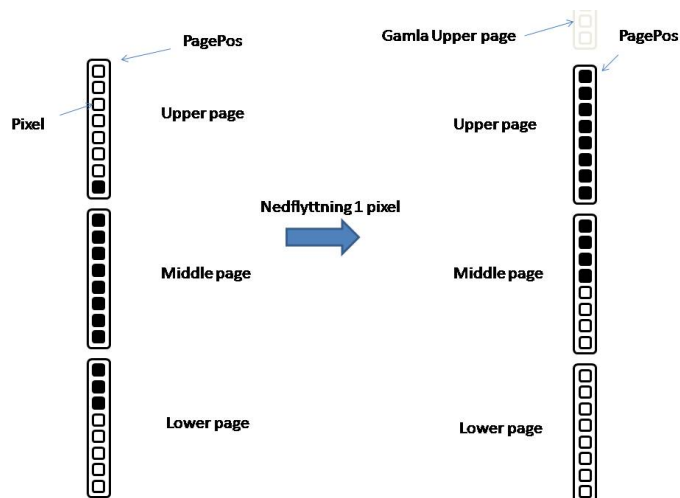 Gamla Upper page
PagePos
PagePos
Pixel
Upper page
Upper page
Nedflyttning 1 pixel
Middle page
Middle page
Lower page
Lower page